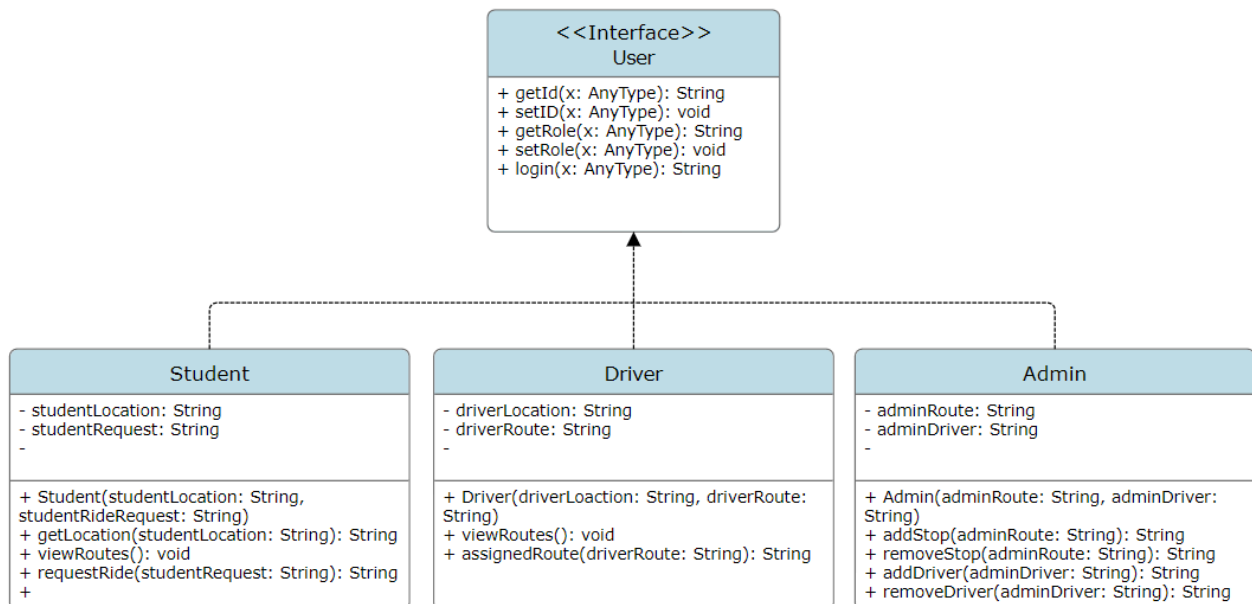 <<Interface>>
User
+ getId(x: AnyType): String
+ setID(x: AnyType): void
+ getRole(x: AnyType): String
+ setRole(x: AnyType): void
+ login(x: AnyType): String
Student
- studentLocation: String
- studentRequest: String
-
+ Student(studentLocation: String,
studentRideRequest: String)
+ getLocation(studentLocation: String): String
+ viewRoutes(): void
+ requestRide(studentRequest: String): String
+
Driver
- driverLocation: String
- driverRoute: String
-
+ Driver(driverLoaction: String, driverRoute:
String)
+ viewRoutes(): void
+ assignedRoute(driverRoute: String): String
Admin
- adminRoute: String
- adminDriver: String
-
+ Admin(adminRoute: String, adminDriver:
String)
+ addStop(adminRoute: String): String
+ removeStop(adminRoute: String): String
+ addDriver(adminDriver: String): String
+ removeDriver(adminDriver: String): String